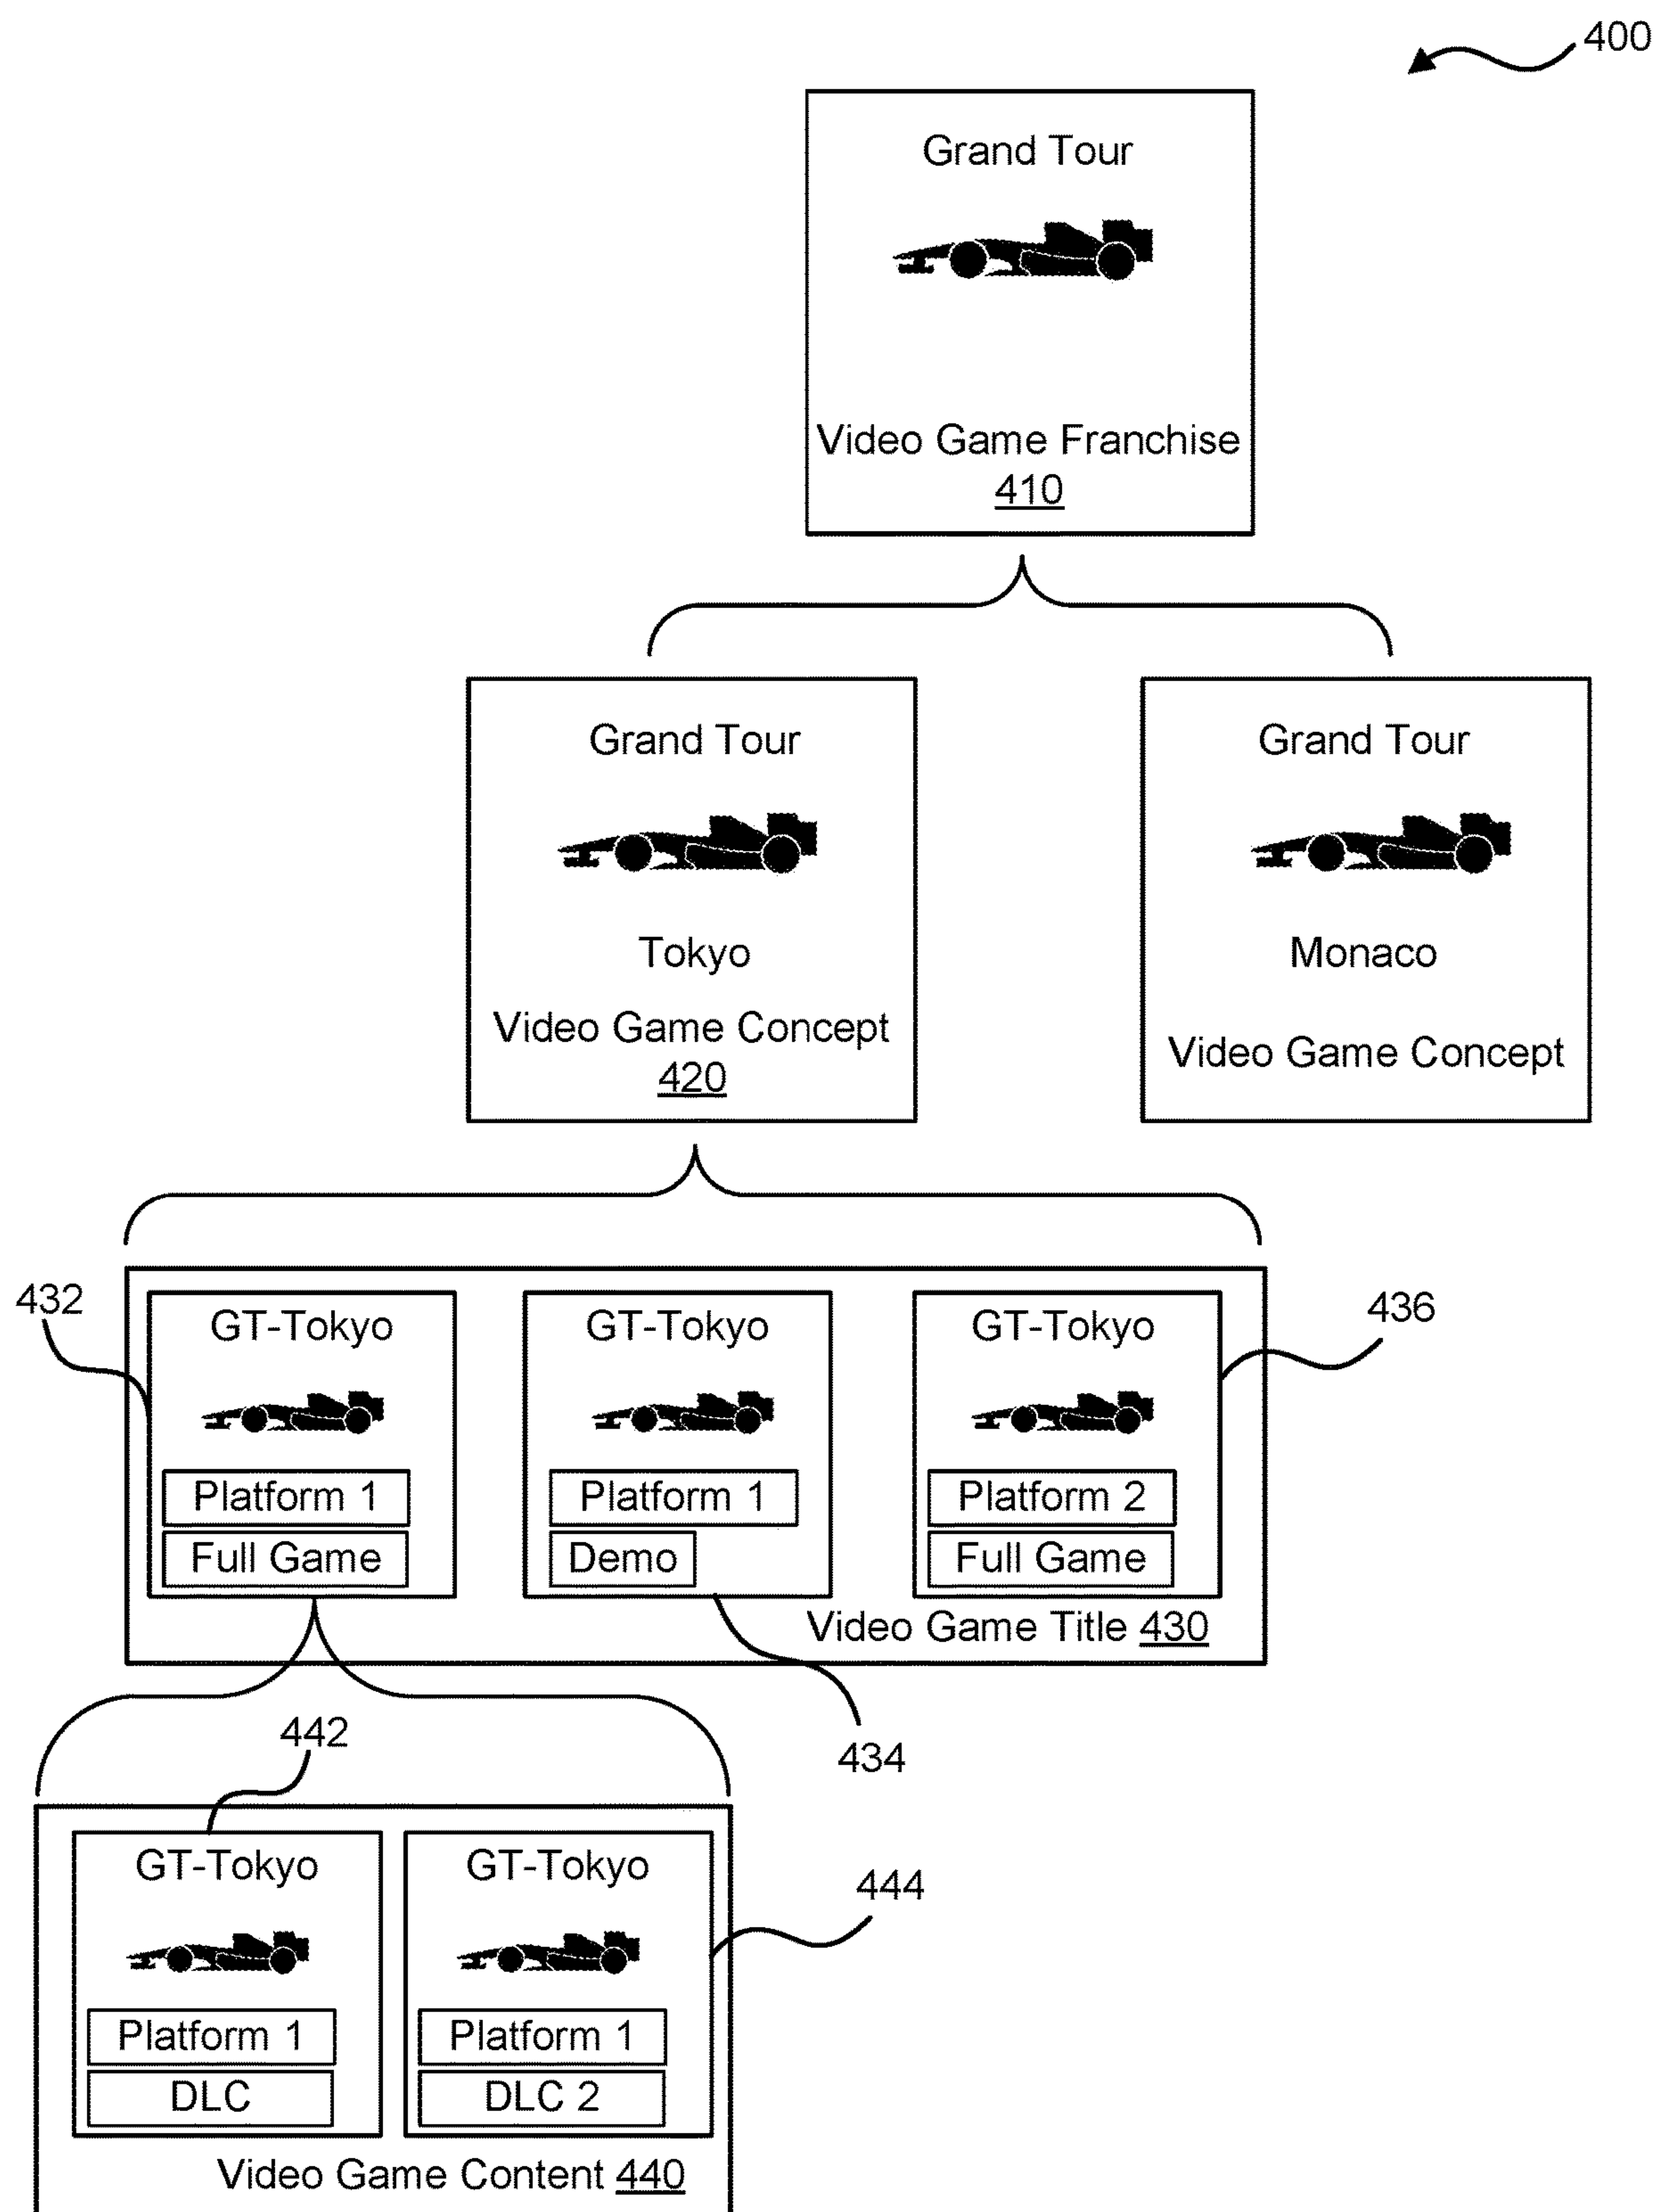 400
Grand Tour
Video Game Franchise
410
Grand Tour
Tokyo
Video Game Concept
420
Grand Tour
Monaco
Video Game Concept
432
GT-Tokyo
Platform 1
Full Game
GT-Tokyo
Platform 1
Demo
GT-Tokyo
Platform 2
Full Game
436
Video Game Title 430
434
442
GT-Tokyo
Platform 1
DLC
GT-Tokyo
Platform 1
DLC 2
444
Video Game Content 440